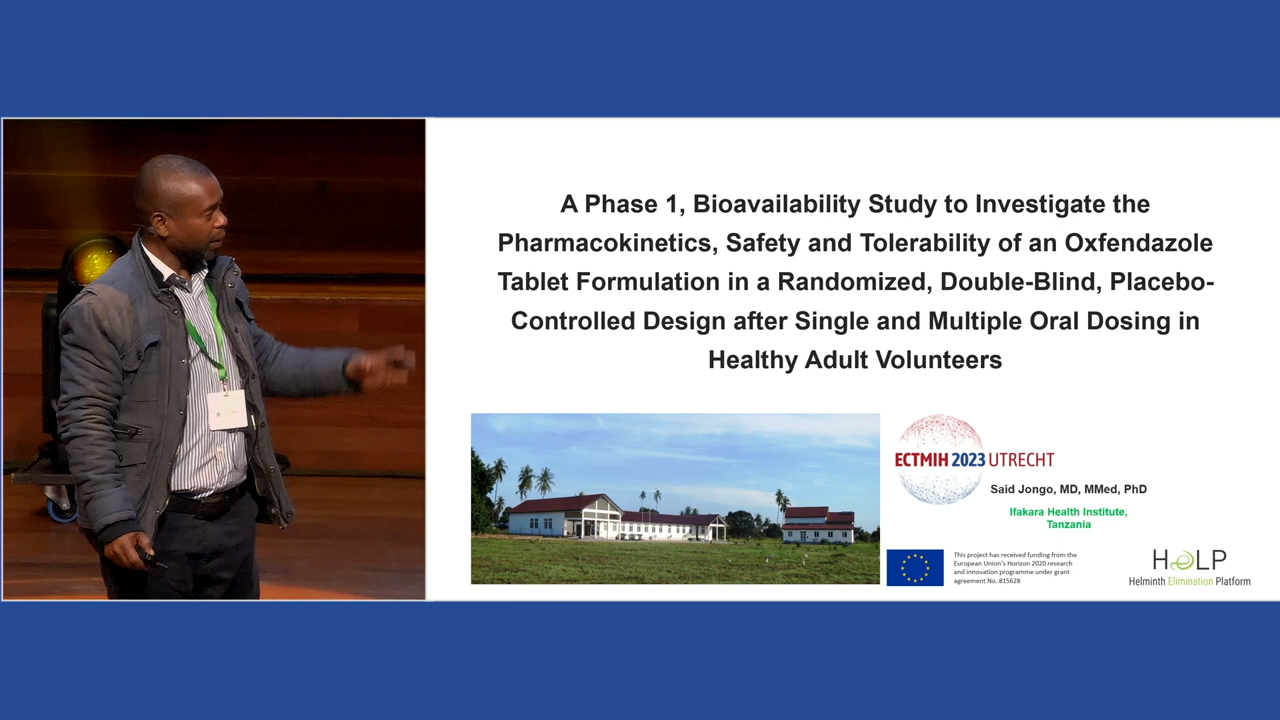 A Phase 1, Bioavailability Study to Investigate the
Pharmacokinetics, Safety and Tolerability of an Oxfendazole
Tablet Formulation in a Randomized, Double-Blind, Placebo-
Controlled Design after Single and Multiple Oral Dosing in
Healthy Adult Volunteers
ECTMIH 2023 UTRECHT
Said Jongo, MD, MMed, PhD
Ifakara Health Institute,
Tanzania
This project has received funding from the
European Union's Horizon 2020 research
and innovation programme under grant
agreement No. 815628
HeLP
Helminth Elimination Platform